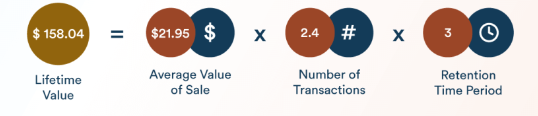 $ 158.04 = $21.95 $ x 2.4 # x 3
Lifetime
Value
Average Value
of Sale
Number of
Transactions
Retention
Time Period